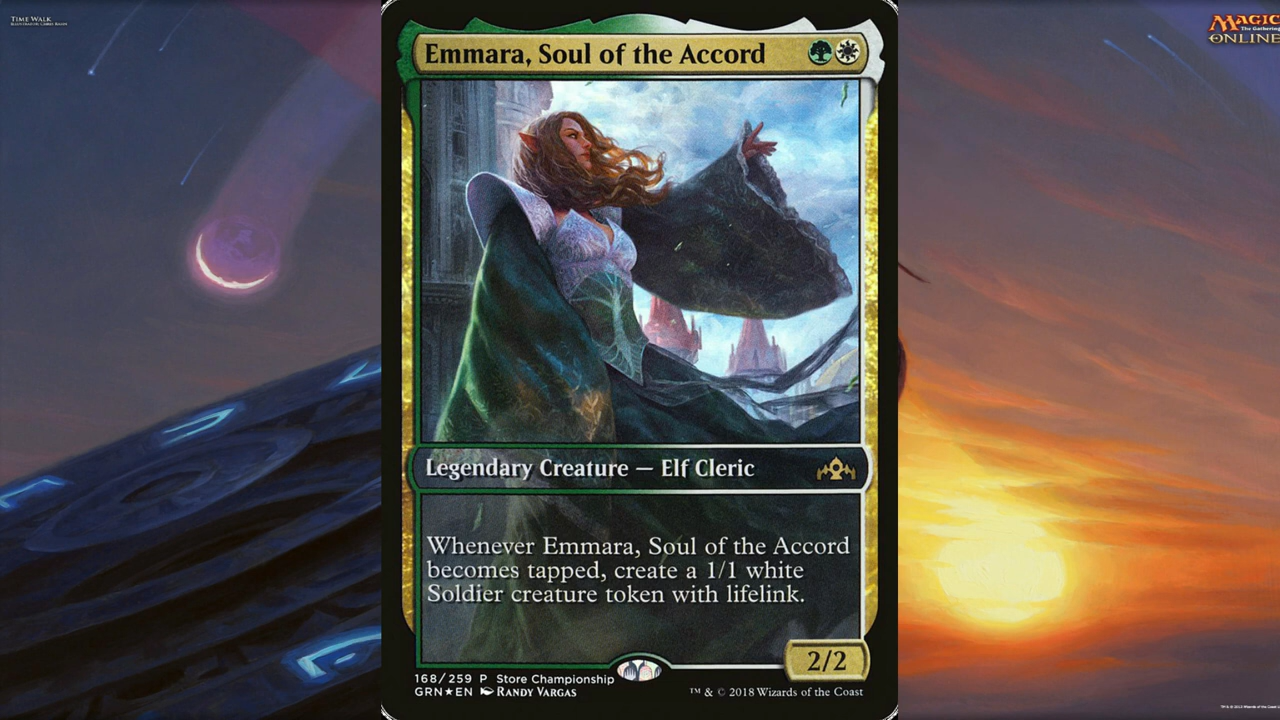 TIME WALK
Magic
The Gathering
ONLINE
Emmara, Soul of the Accord
Legendary Creature — Elf Cleric
Whenever Emmara, Soul of the Accord
becomes tapped, create a 1/1 white
Soldier creature token with lifelink.
2/2
168/259 P Store Championship
GRN★EN Randy Vargas
™ & © 2018 Wizards of the Coast